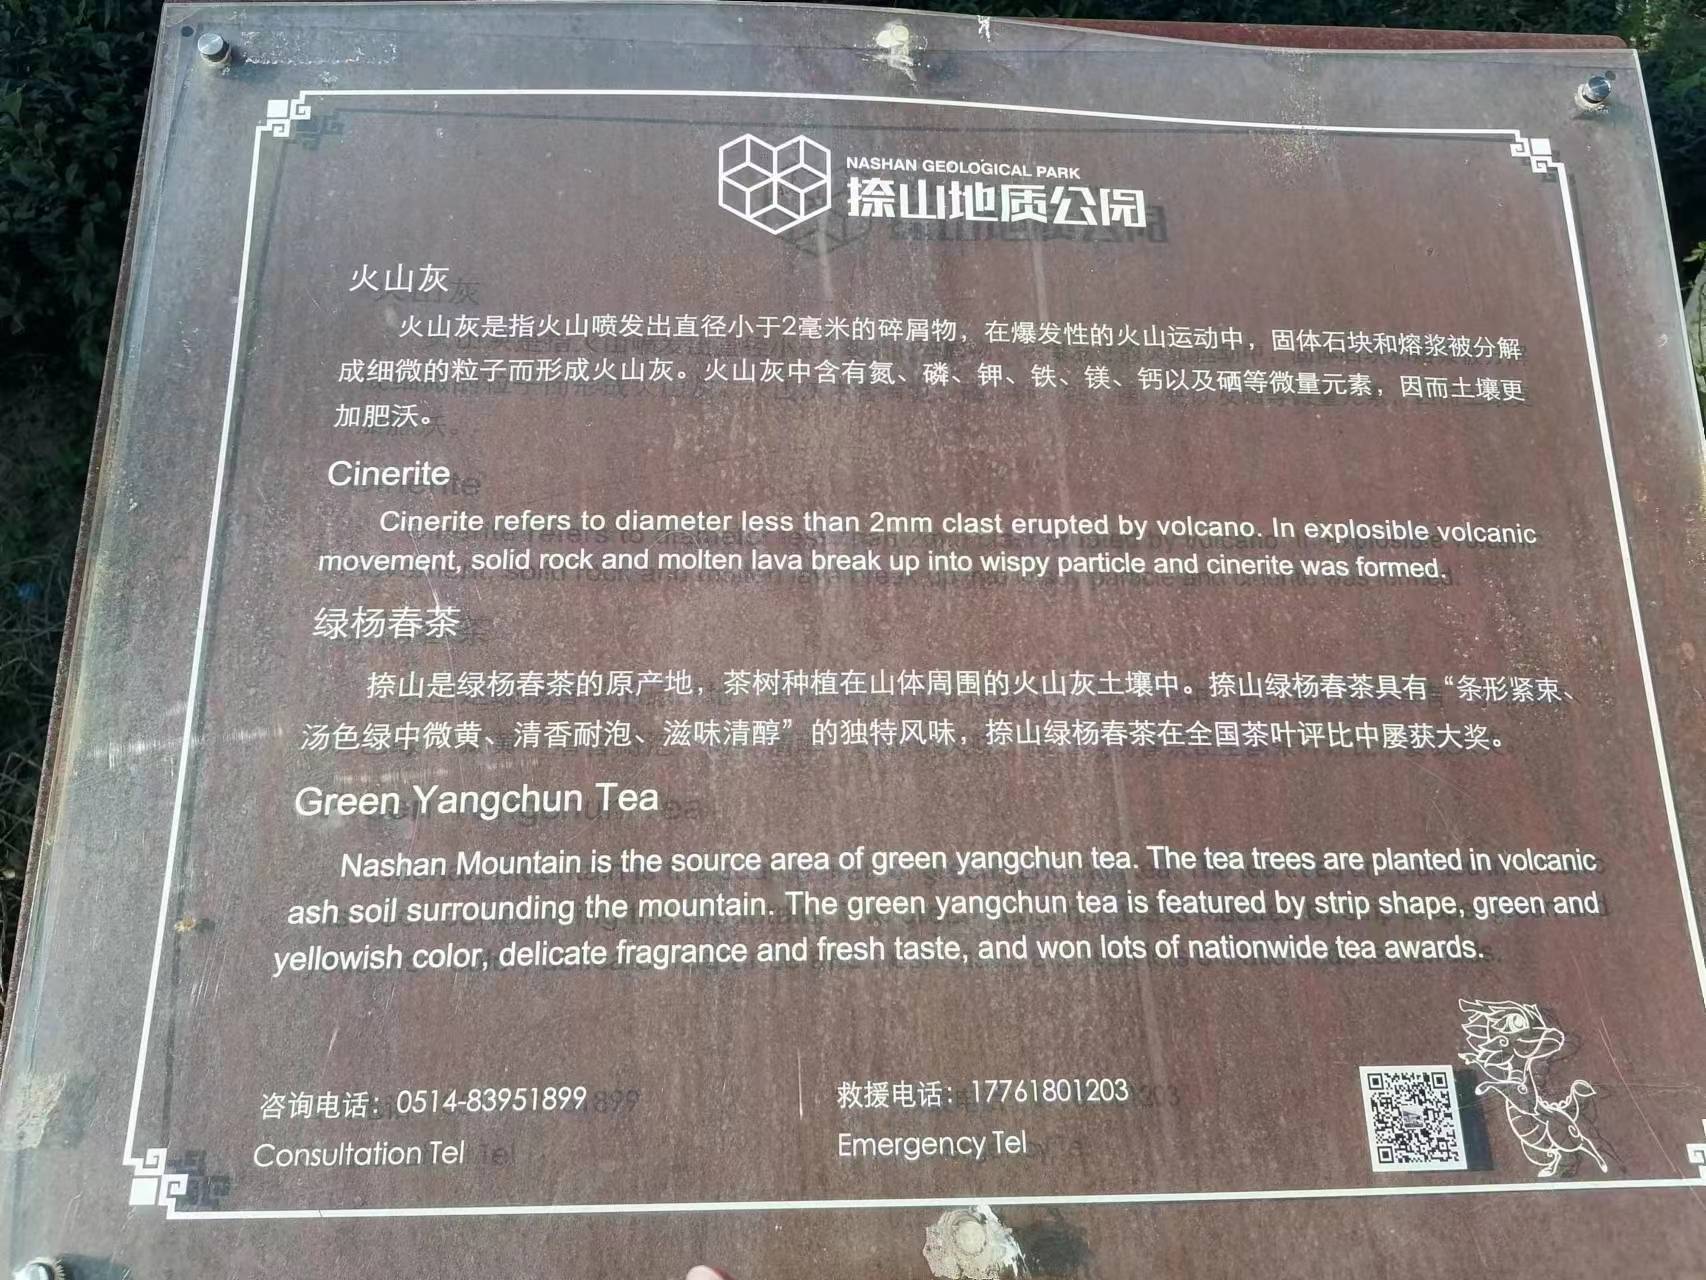 NASHAN GEOLOGICAL PARK
捺山地质公园
火山灰
火山灰是指火山喷发出直径小于2毫米的碎屑物，在爆发性的火山运动中，固体石块和熔浆被分解
成细微的粒子而形成火山灰。火山灰中含有氮、磷、钾、铁、镁、钙以及硒等微量元素，因而土壤更
加肥沃。
Cinerite
Cinerite refers to diameter less than 2mm clast erupted by volcano. In explosible volcanic
movement, solid rock and molten lava break up into wispy particle and cinerite was formed.
绿杨春茶
捺山是绿杨春茶的原产地，茶树种植在山体周围的火山灰土壤中。捺山绿杨春茶具有“条形紧束、
汤色绿中微黄、清香耐泡、滋味清醇”的独特风味，捺山绿杨春茶在全国茶叶评比中屡获大奖。
Green Yangchun Tea
Nashan Mountain is the source area of green yangchun tea. The tea trees are planted in volcanic
ash soil surrounding the mountain. The green yangchun tea is featured by strip shape, green and
yellowish color, delicate fragrance and fresh taste, and won lots of nationwide tea awards.
咨询电话：0514-83951899
Consultation Tel
救援电话：17761801203
Emergency Tel